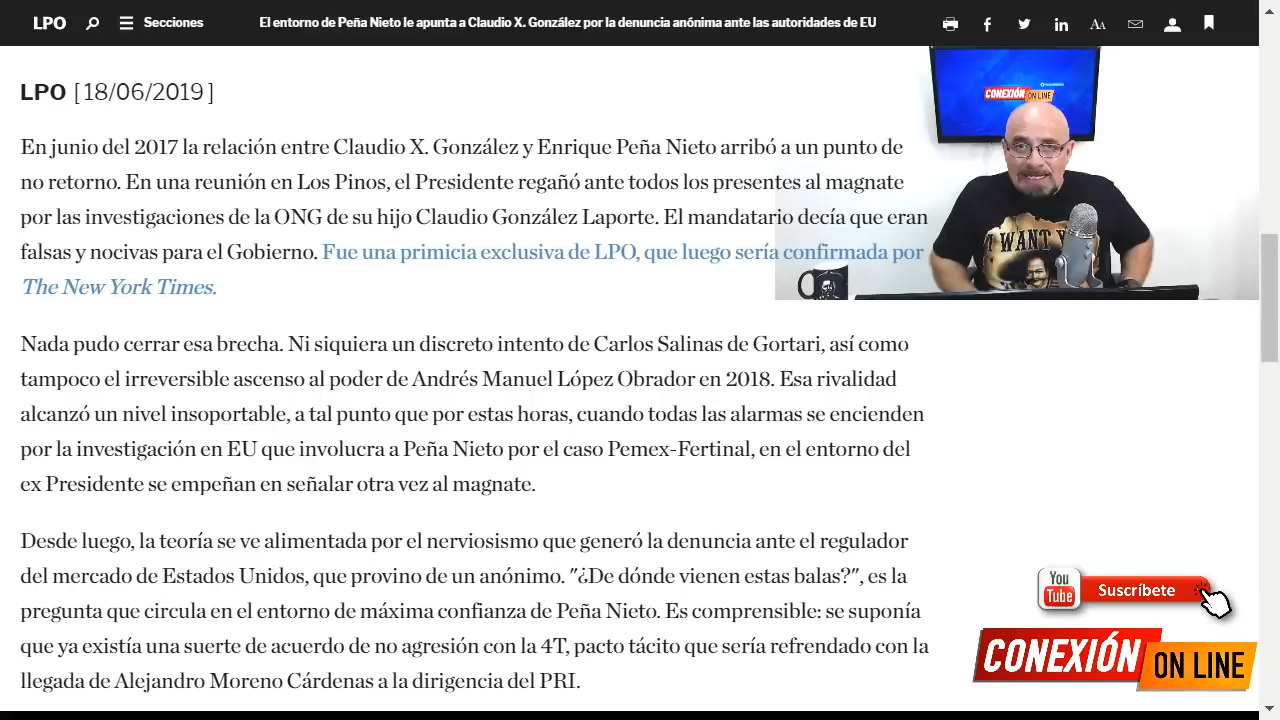 LPO Secciones El entorno de Peña Nieto le apunta a Claudio X. González por la denuncia anónima ante las autoridades de EU AA
LPO [ 18/06/2019 ]
En junio del 2017 la relación entre Claudio X. González y Enrique Peña Nieto arribó a un punto de
no retorno. En una reunión en Los Pinos, el Presidente regañó ante todos los presentes al magnate
por las investigaciones de la ONG de su hijo Claudio González Laporte. El mandatario decía que eran
falsas y nocivas para el Gobierno. Fue una primicia exclusiva de LPO, que luego sería confirmada por
The New York Times.
CONEXIÓN ON LINE
I WANT
Nada pudo cerrar esa brecha. Ni siquiera un discreto intento de Carlos Salinas de Gortari, así como
tampoco el irreversible ascenso al poder de Andrés Manuel López Obrador en 2018. Esa rivalidad
alcanzó un nivel insoportable, a tal punto que por estas horas, cuando todas las alarmas se encienden
por la investigación en EU que involucra a Peña Nieto por el caso Pemex-Fertinal, en el entorno del
ex Presidente se empeñan en señalar otra vez al magnate.
Desde luego, la teoría se ve alimentada por el nerviosismo que generó la denuncia ante el regulador
del mercado de Estados Unidos, que provino de un anónimo. "¿De dónde vienen estas balas?", es la
pregunta que circula en el entorno de máxima confianza de Peña Nieto. Es comprensible: se suponía
que ya existía una suerte de acuerdo de no agresión con la 4T, pacto tácito que sería refrendado con la
llegada de Alejandro Moreno Cárdenas a la dirigencia del PRI.
You
Tube
Suscríbete
CONEXIÓN ON LINE